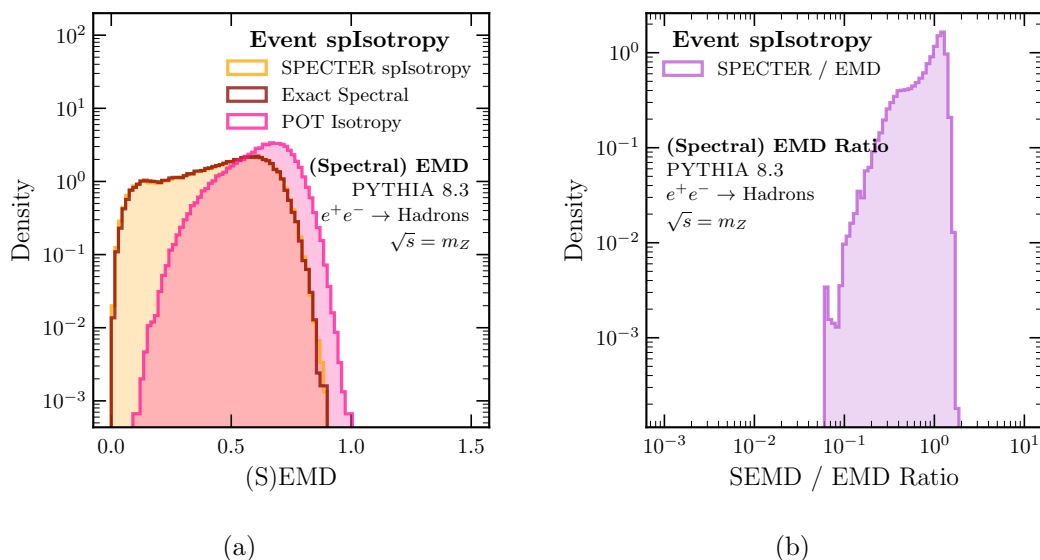 Event spIsotropy
SPECTER spIsotropy
Exact Spectral
POT Isotropy
(Spectral) EMD
PYTHIA 8.3
e⁺e⁻ → Hadrons
√s = m_Z
Density
10²
10¹
10⁰
10⁻¹
10⁻²
10⁻³
0.0 0.5 1.0 1.5
(S)EMD
(a)
Event spIsotropy
SPECTER / EMD
(Spectral) EMD Ratio
PYTHIA 8.3
e⁺e⁻ → Hadrons
√s = m_Z
Density
10⁰
10⁻¹
10⁻²
10⁻³
10⁻³ 10⁻² 10⁻¹ 10⁰ 10¹
SEMD / EMD Ratio
(b)